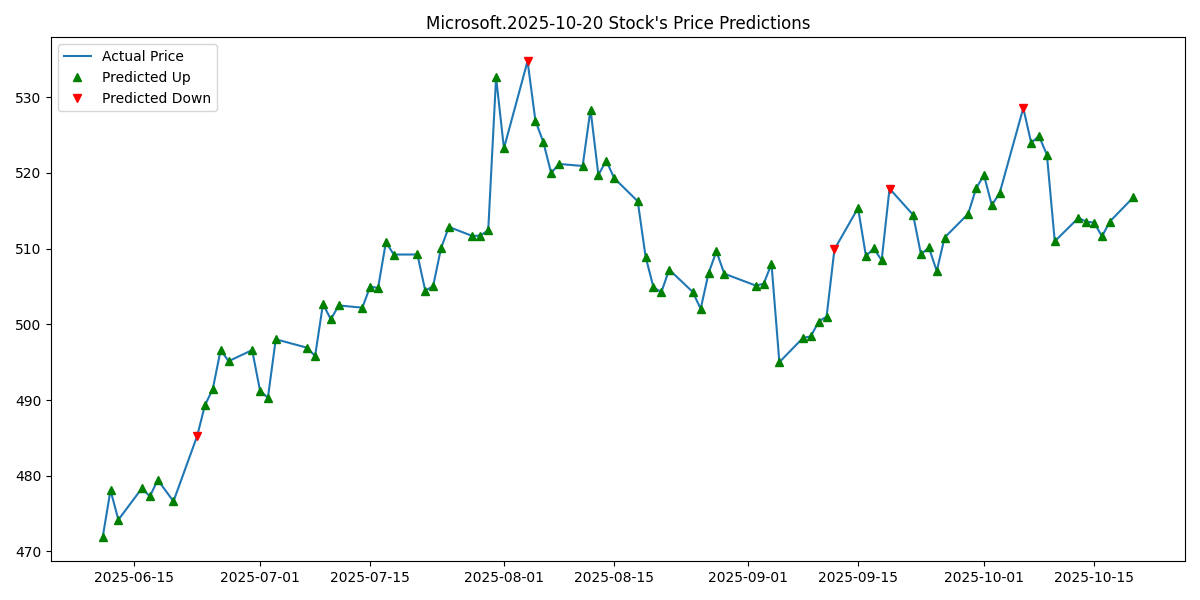 Microsoft.2025-10-20 Stock's Price Predictions
Actual Price
Predicted Up
Predicted Down
530
520
510
500
490
480
470
2025-06-15 2025-07-01 2025-07-15 2025-08-01 2025-08-15 2025-09-01 2025-09-15 2025-10-01 2025-10-15